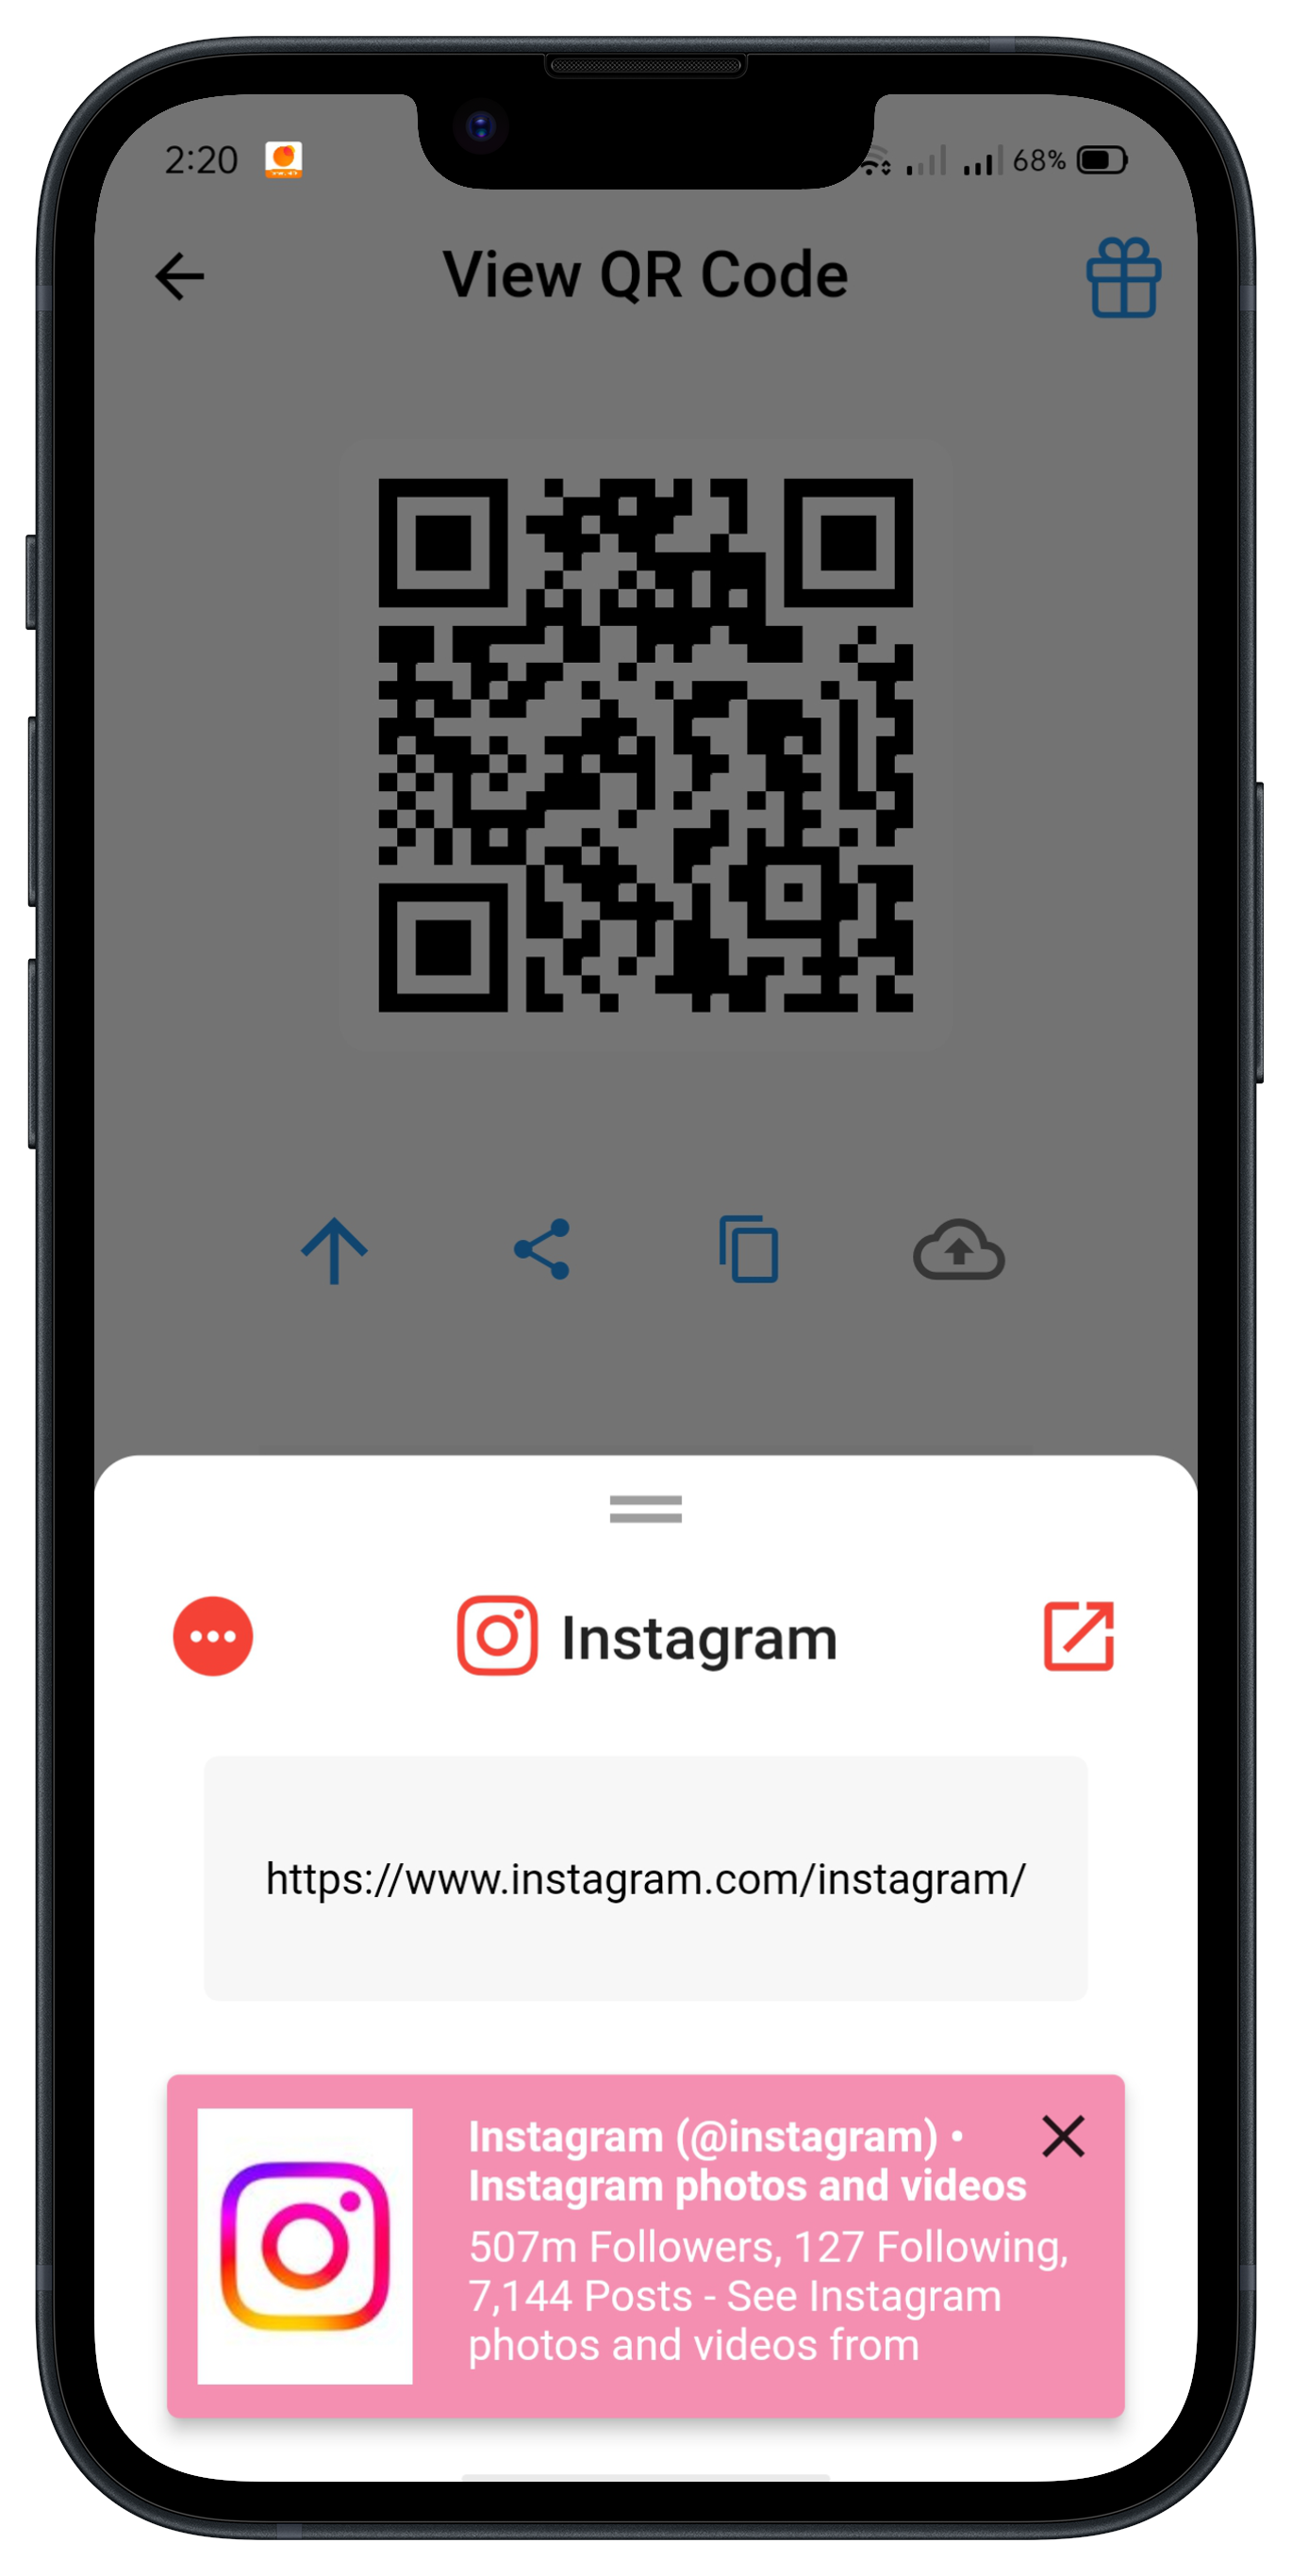 2:20
68%
View QR Code
Instagram
https://www.instagram.com/instagram/
Instagram (@instagram) •
Instagram photos and videos
507m Followers, 127 Following,
7,144 Posts - See Instagram
photos and videos from